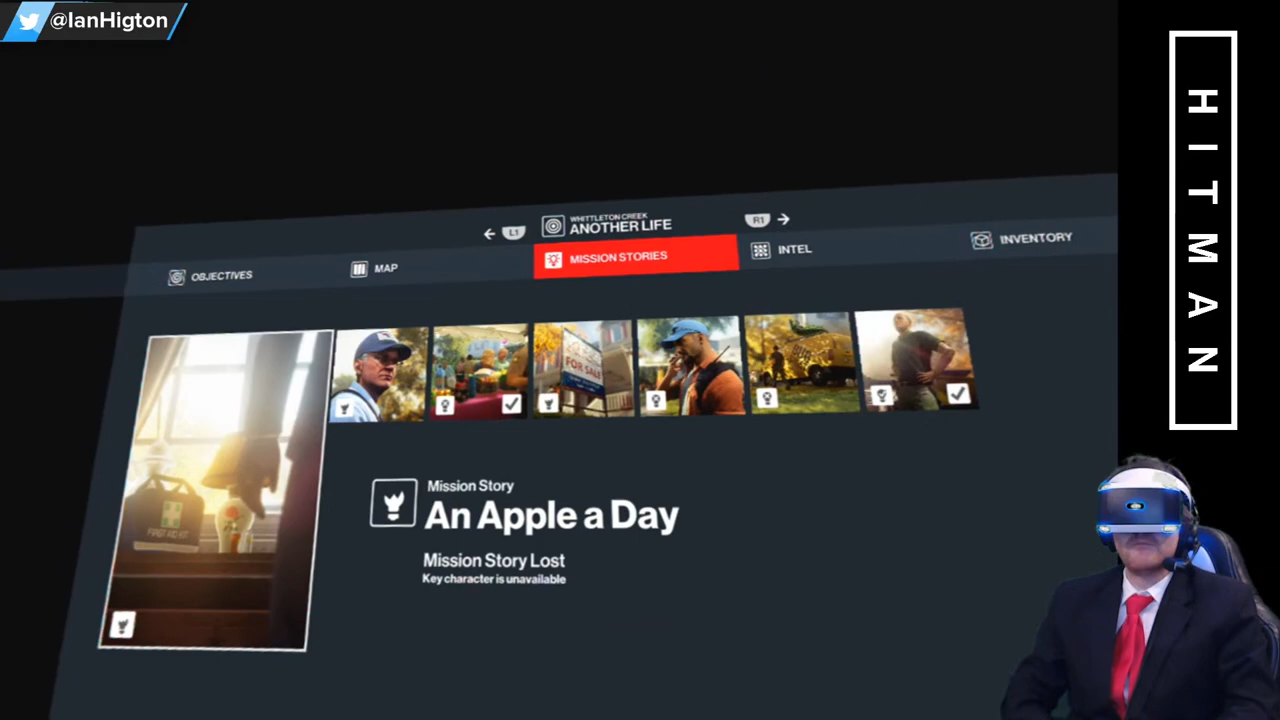 @IanHigton
HITMAN
L1
WHITTLETON CREEK
ANOTHER LIFE
R1
OBJECTIVES
MAP
MISSION STORIES
INTEL
INVENTORY
FOR SALE
FIRST AID KIT
Mission Story
An Apple a Day
Mission Story Lost
Key character is unavailable